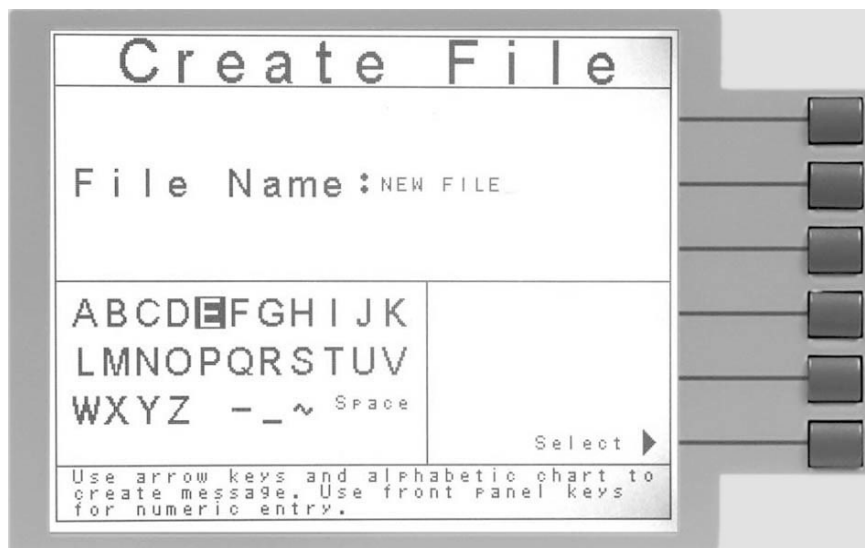 Create File
File Name: NEW FILE_
ABCDEFGHIJK
LMNOPQRSTUV
WXYZ -_~ Space
Select
Use arrow keys and alphabetic chart to
create message. Use front panel keys
for numeric entry.